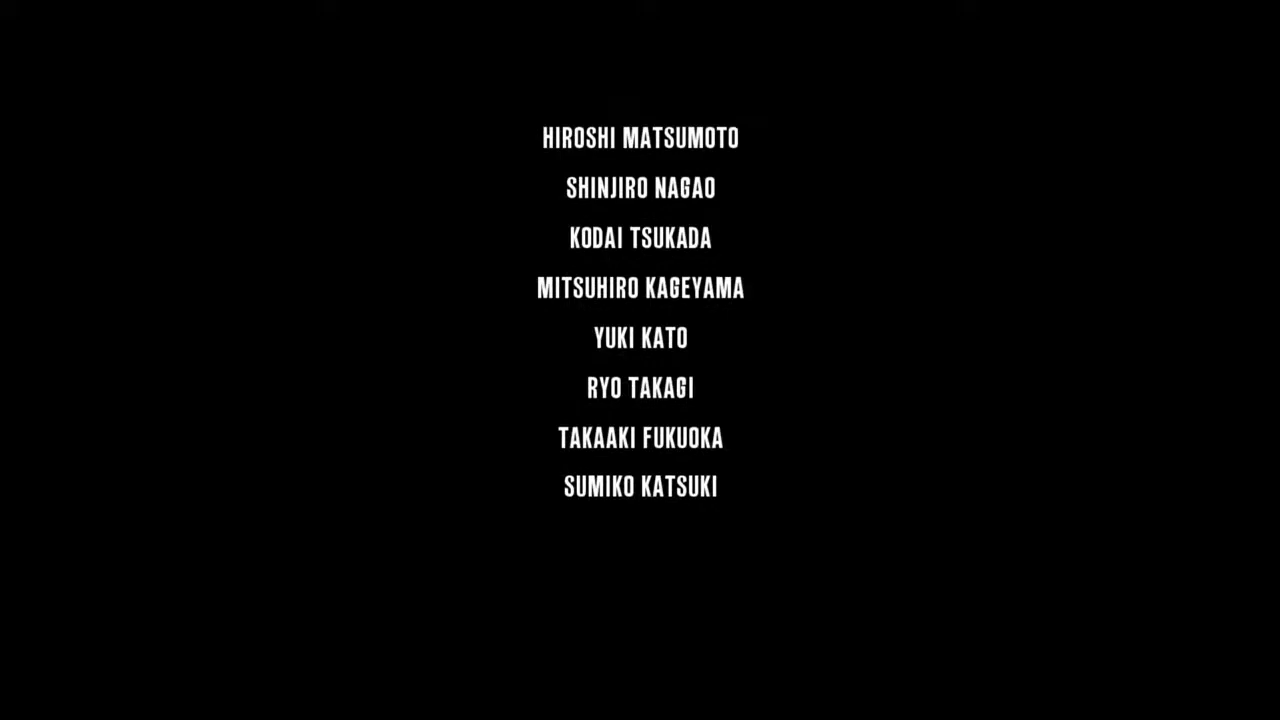 HIROSHI MATSUMOTO
SHINJIRO NAGAO
KODAI TSUKADA
MITSUHIRO KAGEYAMA
YUKI KATO
RYO TAKAGI
TAKAAKI FUKUOKA
SUMIKO KATSUKI